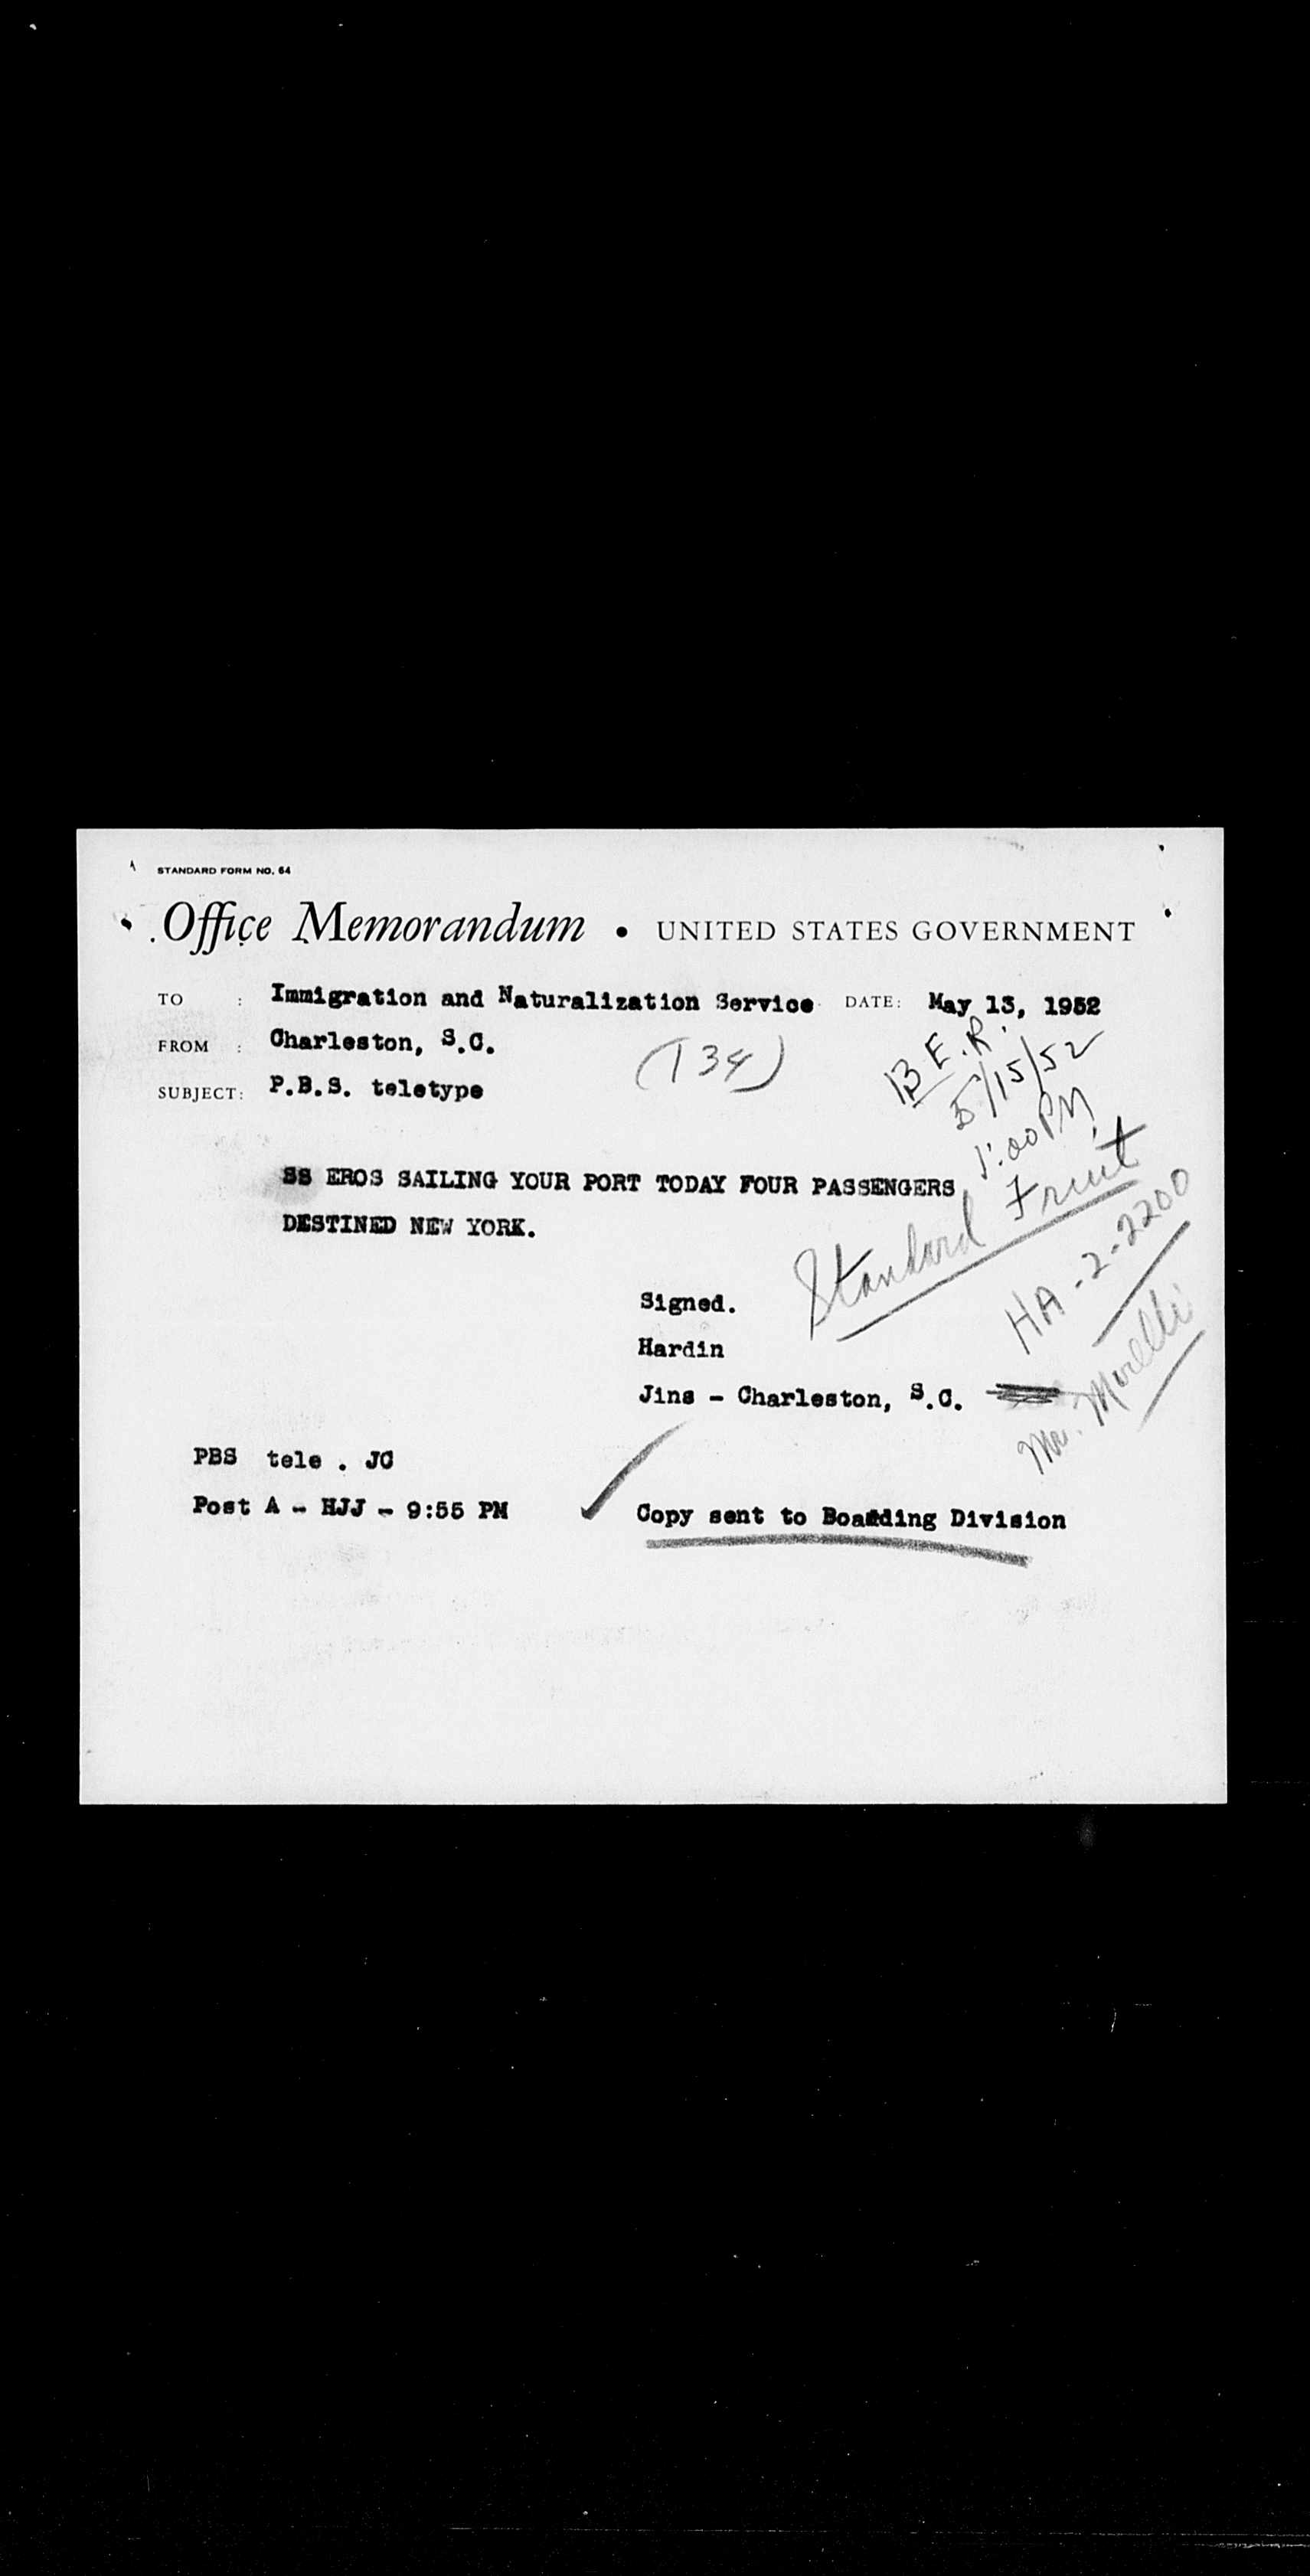 STANDARD FORM NO. 64
Office Memorandum • UNITED STATES GOVERNMENT
TO : Immigration and Naturalization Service DATE: May 13, 1952
FROM : Charleston, S.C.
(134)
B.E.R.
5/15/52
1:00 PM
SUBJECT: P.B.S. teletype
SS EROS SAILING YOUR PORT TODAY FOUR PASSENGERS
DESTINED NEW YORK.
Standard Fruit
HA-2-2200
Mr. Morelli
Signed.
Hardin
Jins - Charleston, S.C.
PBS tele . JC
Post A - HJJ - 9:55 PM
Copy sent to Boarding Division